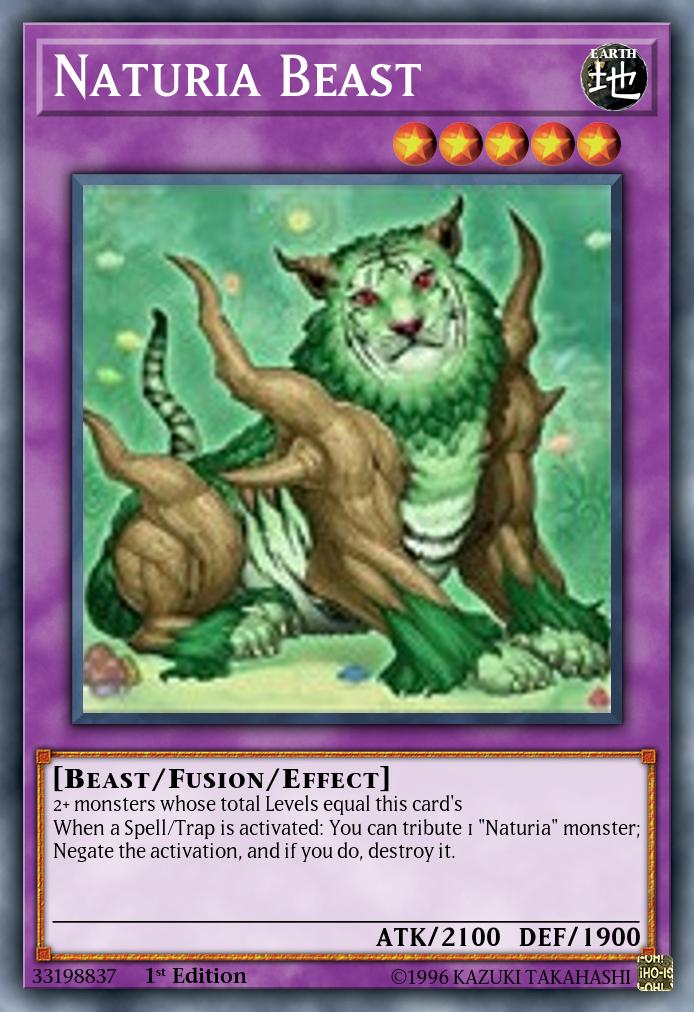 NATURIA BEAST
EARTH
地
[BEAST/FUSION/EFFECT]
2+ monsters whose total Levels equal this card's
When a Spell/Trap is activated: You can tribute 1 "Naturia" monster;
Negate the activation, and if you do, destroy it.
ATK/2100 DEF/1900
33198837 1st Edition ©1996 KAZUKI TAKAHASHI